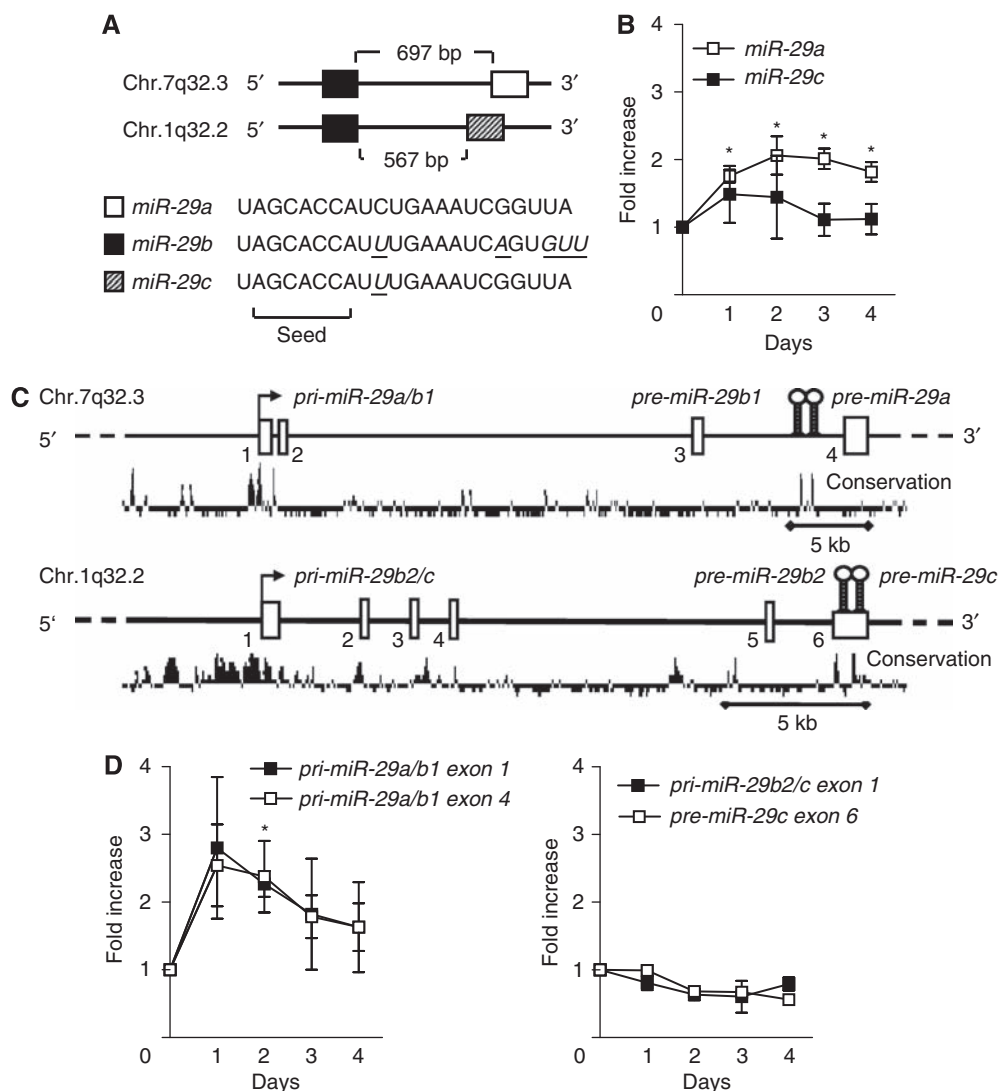 A
697 bp
Chr.7q32.3 5′ 3′
Chr.1q32.2 5′ 3′
567 bp
miR-29a UAGCACCAUCUGAAAUCGGUUA
miR-29b UAGCACCAUUUGAAAUCAGUGUU
miR-29c UAGCACCAUUUGAAAUCGGUUA
Seed
B
4
3
2
1
0
1 2 3 4
Fold increase
Days
miR-29a
miR-29c
* * * *
C
Chr.7q32.3 pri-miR-29a/b1 pre-miR-29b1 pre-miR-29a
5′ 3′
1 2 3 4
Conservation
5 kb
Chr.1q32.2 pri-miR-29b2/c pre-miR-29b2 pre-miR-29c
5‘ 3′
1 2 3 4 5 6
Conservation
5 kb
D
4
3
2
1
0
1 2 3 4
Fold increase
Days
pri-miR-29a/b1 exon 1
pri-miR-29a/b1 exon 4
*
4
3
2
1
0
1 2 3 4
Fold increase
Days
pri-miR-29b2/c exon 1
pre-miR-29c exon 6